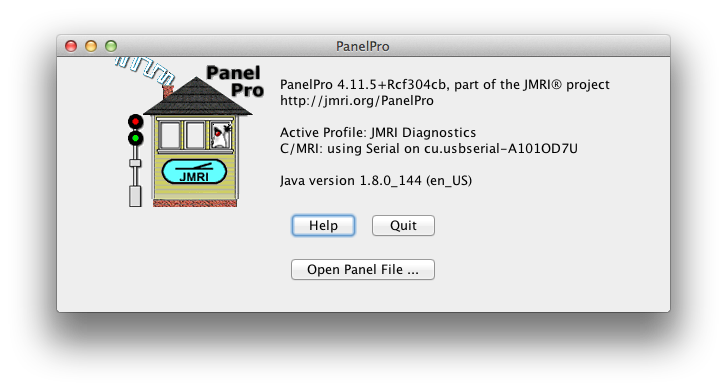 PanelPro
Panel
Pro
JMRI
PanelPro 4.11.5+Rcf304cb, part of the JMRI® project
http://jmri.org/PanelPro
Active Profile: JMRI Diagnostics
C/MRI: using Serial on cu.usbserial-A101OD7U
Java version 1.8.0_144 (en_US)
Help Quit
Open Panel File ...